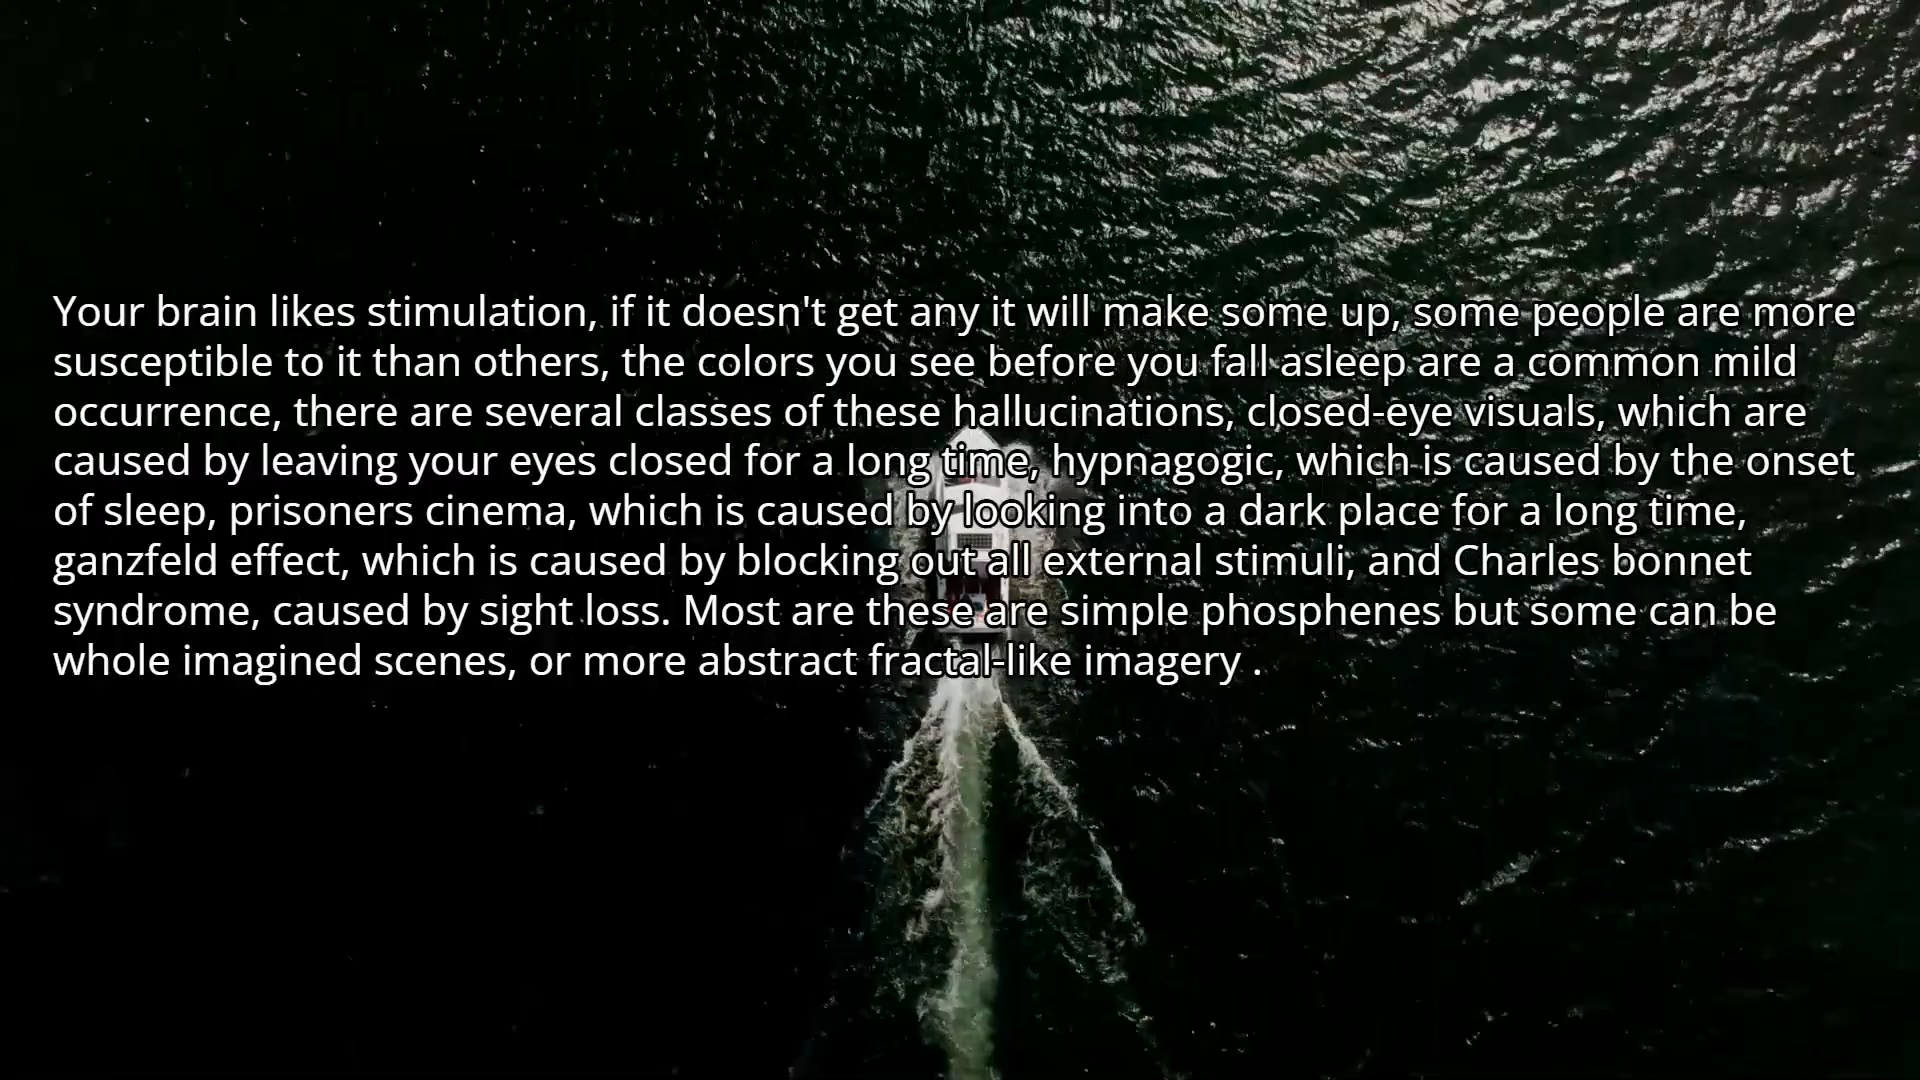 Your brain likes stimulation, if it doesn't get any it will make some up, some people are more
susceptible to it than others, the colors you see before you fall asleep are a common mild
occurrence, there are several classes of these hallucinations, closed-eye visuals, which are
caused by leaving your eyes closed for a long time, hypnagogic, which is caused by the onset
of sleep, prisoners cinema, which is caused by looking into a dark place for a long time,
ganzfeld effect, which is caused by blocking out all external stimuli, and Charles bonnet
syndrome, caused by sight loss. Most are these are simple phosphenes but some can be
whole imagined scenes, or more abstract fractal-like imagery .